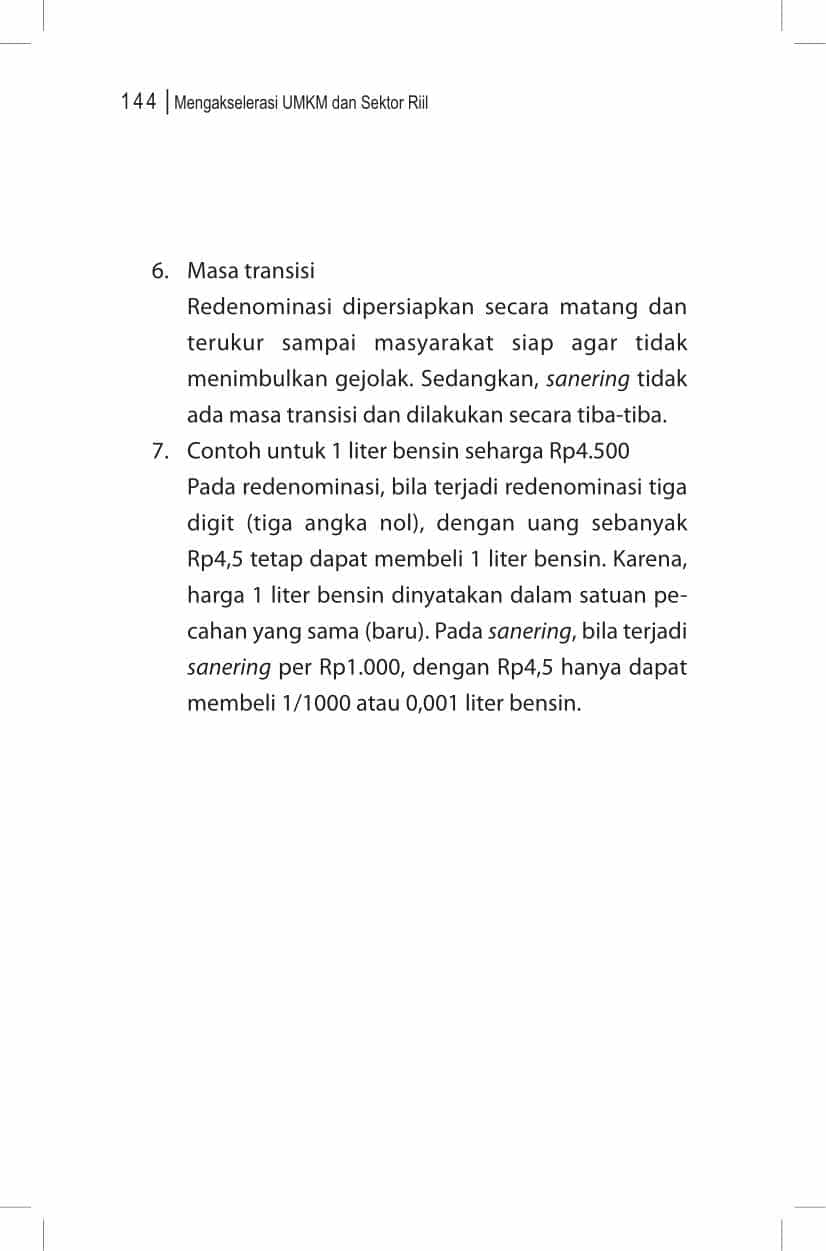 144 | Mengakselerasi UMKM dan Sektor Riil
6. Masa transisi
Redenominasi dipersiapkan secara matang dan
terukur sampai masyarakat siap agar tidak
menimbulkan gejolak. Sedangkan, sanering tidak
ada masa transisi dan dilakukan secara tiba-tiba.
7. Contoh untuk 1 liter bensin seharga Rp4.500
Pada redenominasi, bila terjadi redenominasi tiga
digit (tiga angka nol), dengan uang sebanyak
Rp4,5 tetap dapat membeli 1 liter bensin. Karena,
harga 1 liter bensin dinyatakan dalam satuan pe-
cahan yang sama (baru). Pada sanering, bila terjadi
sanering per Rp1.000, dengan Rp4,5 hanya dapat
membeli 1/1000 atau 0,001 liter bensin.